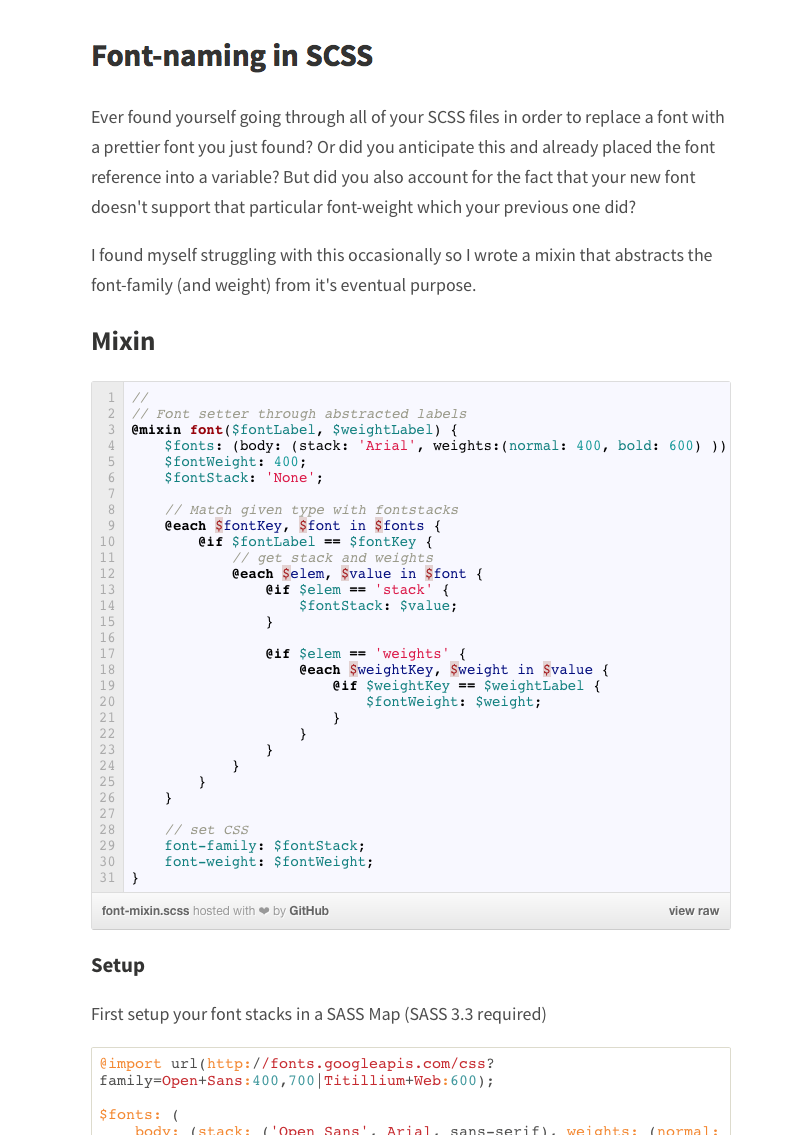 Font-naming in SCSS
Ever found yourself going through all of your SCSS files in order to replace a font with
a prettier font you just found? Or did you anticipate this and already placed the font
reference into a variable? But did you also account for the fact that your new font
doesn't support that particular font-weight which your previous one did?
I found myself struggling with this occasionally so I wrote a mixin that abstracts the
font-family (and weight) from it's eventual purpose.
Mixin
1 //
2 // Font setter through abstracted labels
3 @mixin font($fontLabel, $weightLabel) {
4     $fonts: (body: (stack: 'Arial', weights:(normal: 400, bold: 600) ))
5     $fontWeight: 400;
6     $fontStack: 'None';
7
8     // Match given type with fontstacks
9     @each $fontKey, $font in $fonts {
10         @if $fontLabel == $fontKey {
11             // get stack and weights
12             @each $elem, $value in $font {
13                 @if $elem == 'stack' {
14                     $fontStack: $value;
15                 }
16
17                 @if $elem == 'weights' {
18                     @each $weightKey, $weight in $value {
19                         @if $weightKey == $weightLabel {
20                             $fontWeight: $weight;
21                         }
22                     }
23                 }
24             }
25         }
26     }
27
28     // set CSS
29     font-family: $fontStack;
30     font-weight: $fontWeight;
31 }
font-mixin.scss hosted with ❤ by GitHub view raw
Setup
First setup your font stacks in a SASS Map (SASS 3.3 required)
@import url(http://fonts.googleapis.com/css?
family=Open+Sans:400,700|Titillium+Web:600);
$fonts: (
    body: (stack: ('Open Sans', Arial, sans-serif), weights: (normal: